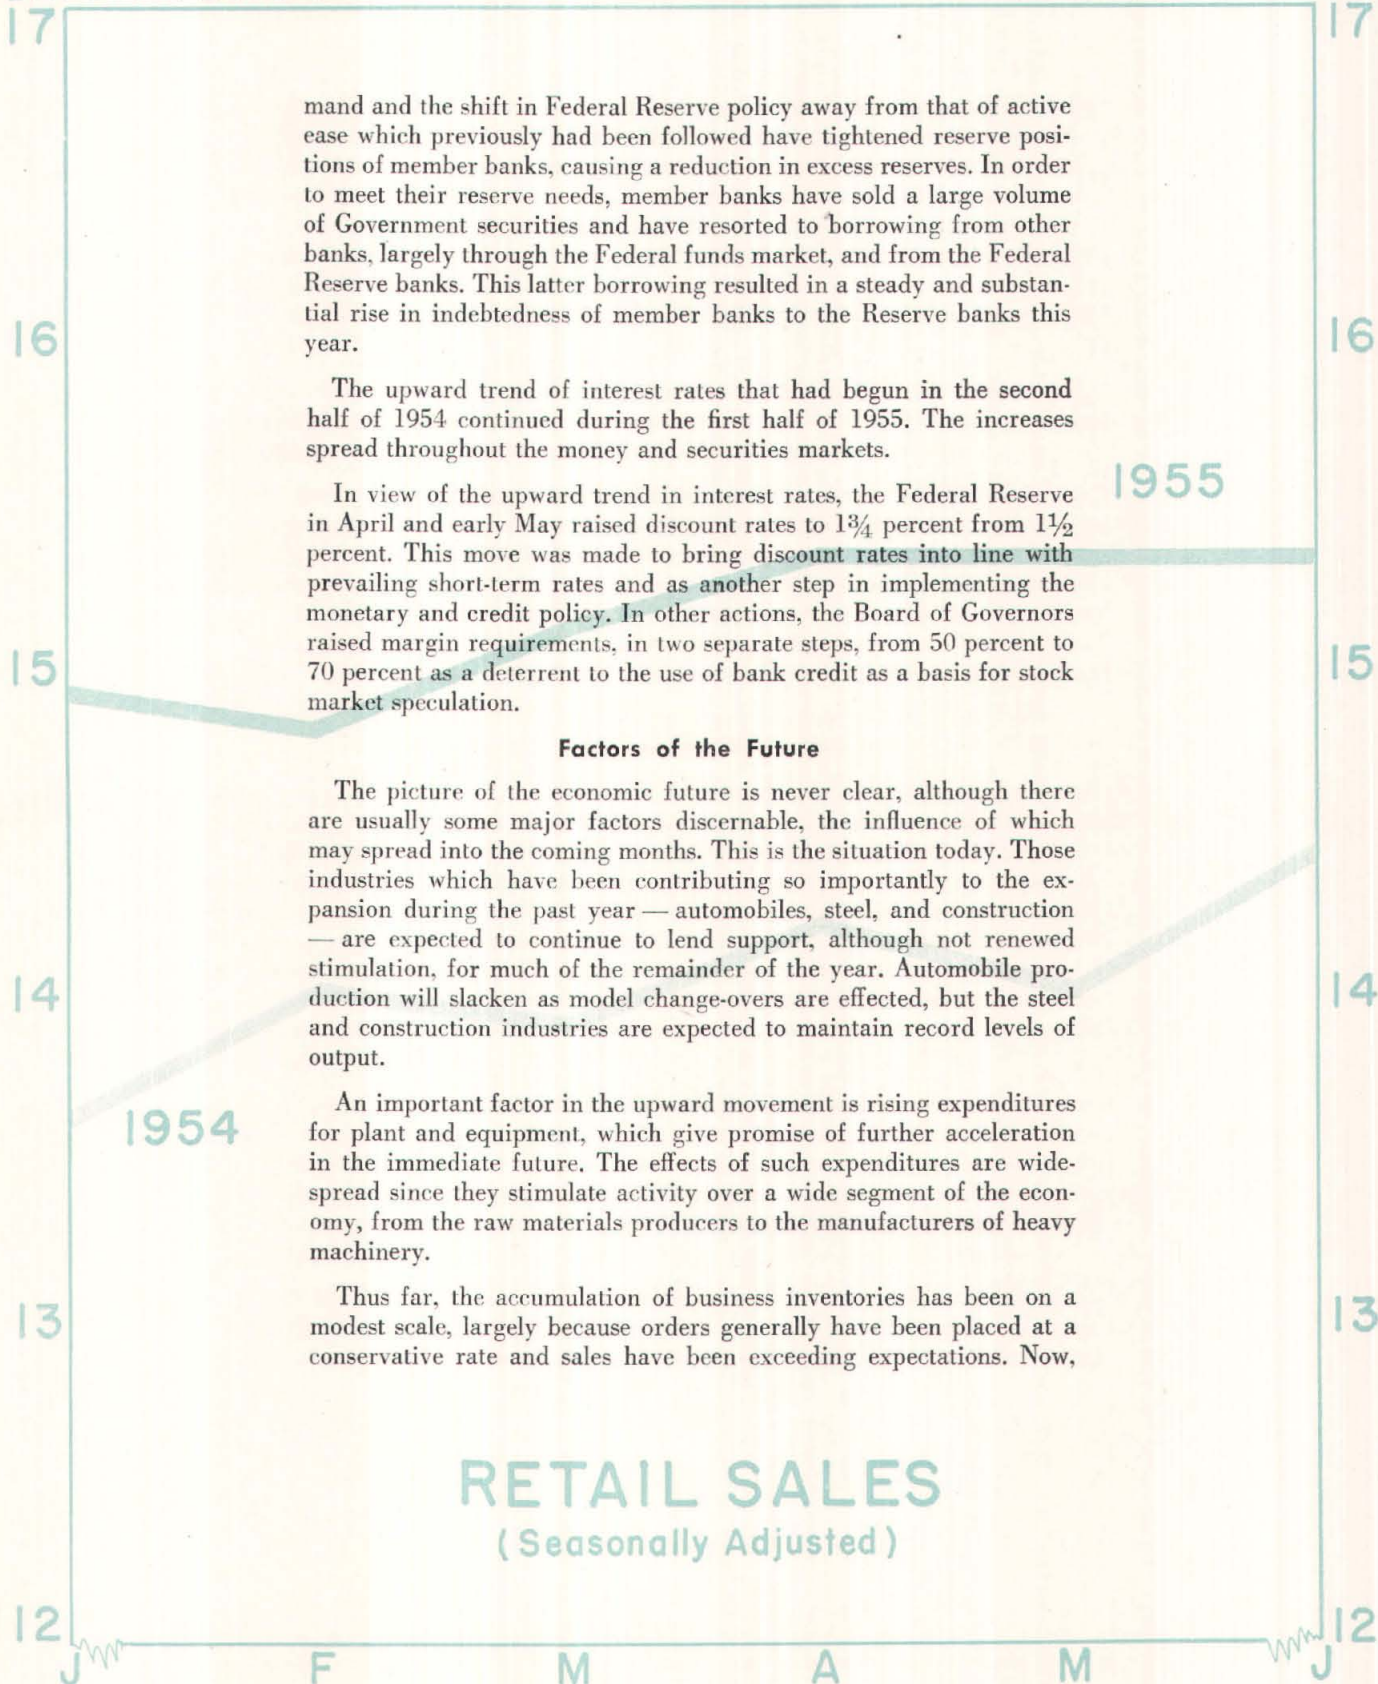 17
17
mand and the shift in Federal Reserve policy away from that of active
ease which previously had been followed have tightened reserve posi-
tions of member banks, causing a reduction in excess reserves. In order
to meet their reserve needs, member banks have sold a large volume
of Government securities and have resorted to borrowing from other
banks, largely through the Federal funds market, and from the Federal
Reserve banks. This latter borrowing resulted in a steady and substan-
tial rise in indebtedness of member banks to the Reserve banks this
year.
16
16
The upward trend of interest rates that had begun in the second
half of 1954 continued during the first half of 1955. The increases
spread throughout the money and securities markets.
1955
In view of the upward trend in interest rates, the Federal Reserve
in April and early May raised discount rates to 1¾ percent from 1½
percent. This move was made to bring discount rates into line with
prevailing short-term rates and as another step in implementing the
monetary and credit policy. In other actions, the Board of Governors
raised margin requirements, in two separate steps, from 50 percent to
70 percent as a deterrent to the use of bank credit as a basis for stock
market speculation.
15
15
Factors of the Future
The picture of the economic future is never clear, although there
are usually some major factors discernable, the influence of which
may spread into the coming months. This is the situation today. Those
industries which have been contributing so importantly to the ex-
pansion during the past year — automobiles, steel, and construction
— are expected to continue to lend support, although not renewed
stimulation, for much of the remainder of the year. Automobile pro-
duction will slacken as model change-overs are effected, but the steel
and construction industries are expected to maintain record levels of
output.
14
14
1954
An important factor in the upward movement is rising expenditures
for plant and equipment, which give promise of further acceleration
in the immediate future. The effects of such expenditures are wide-
spread since they stimulate activity over a wide segment of the econ-
omy, from the raw materials producers to the manufacturers of heavy
machinery.
13
13
Thus far, the accumulation of business inventories has been on a
modest scale, largely because orders generally have been placed at a
conservative rate and sales have been exceeding expectations. Now,
RETAIL SALES
(Seasonally Adjusted)
12
12
J F M A M J